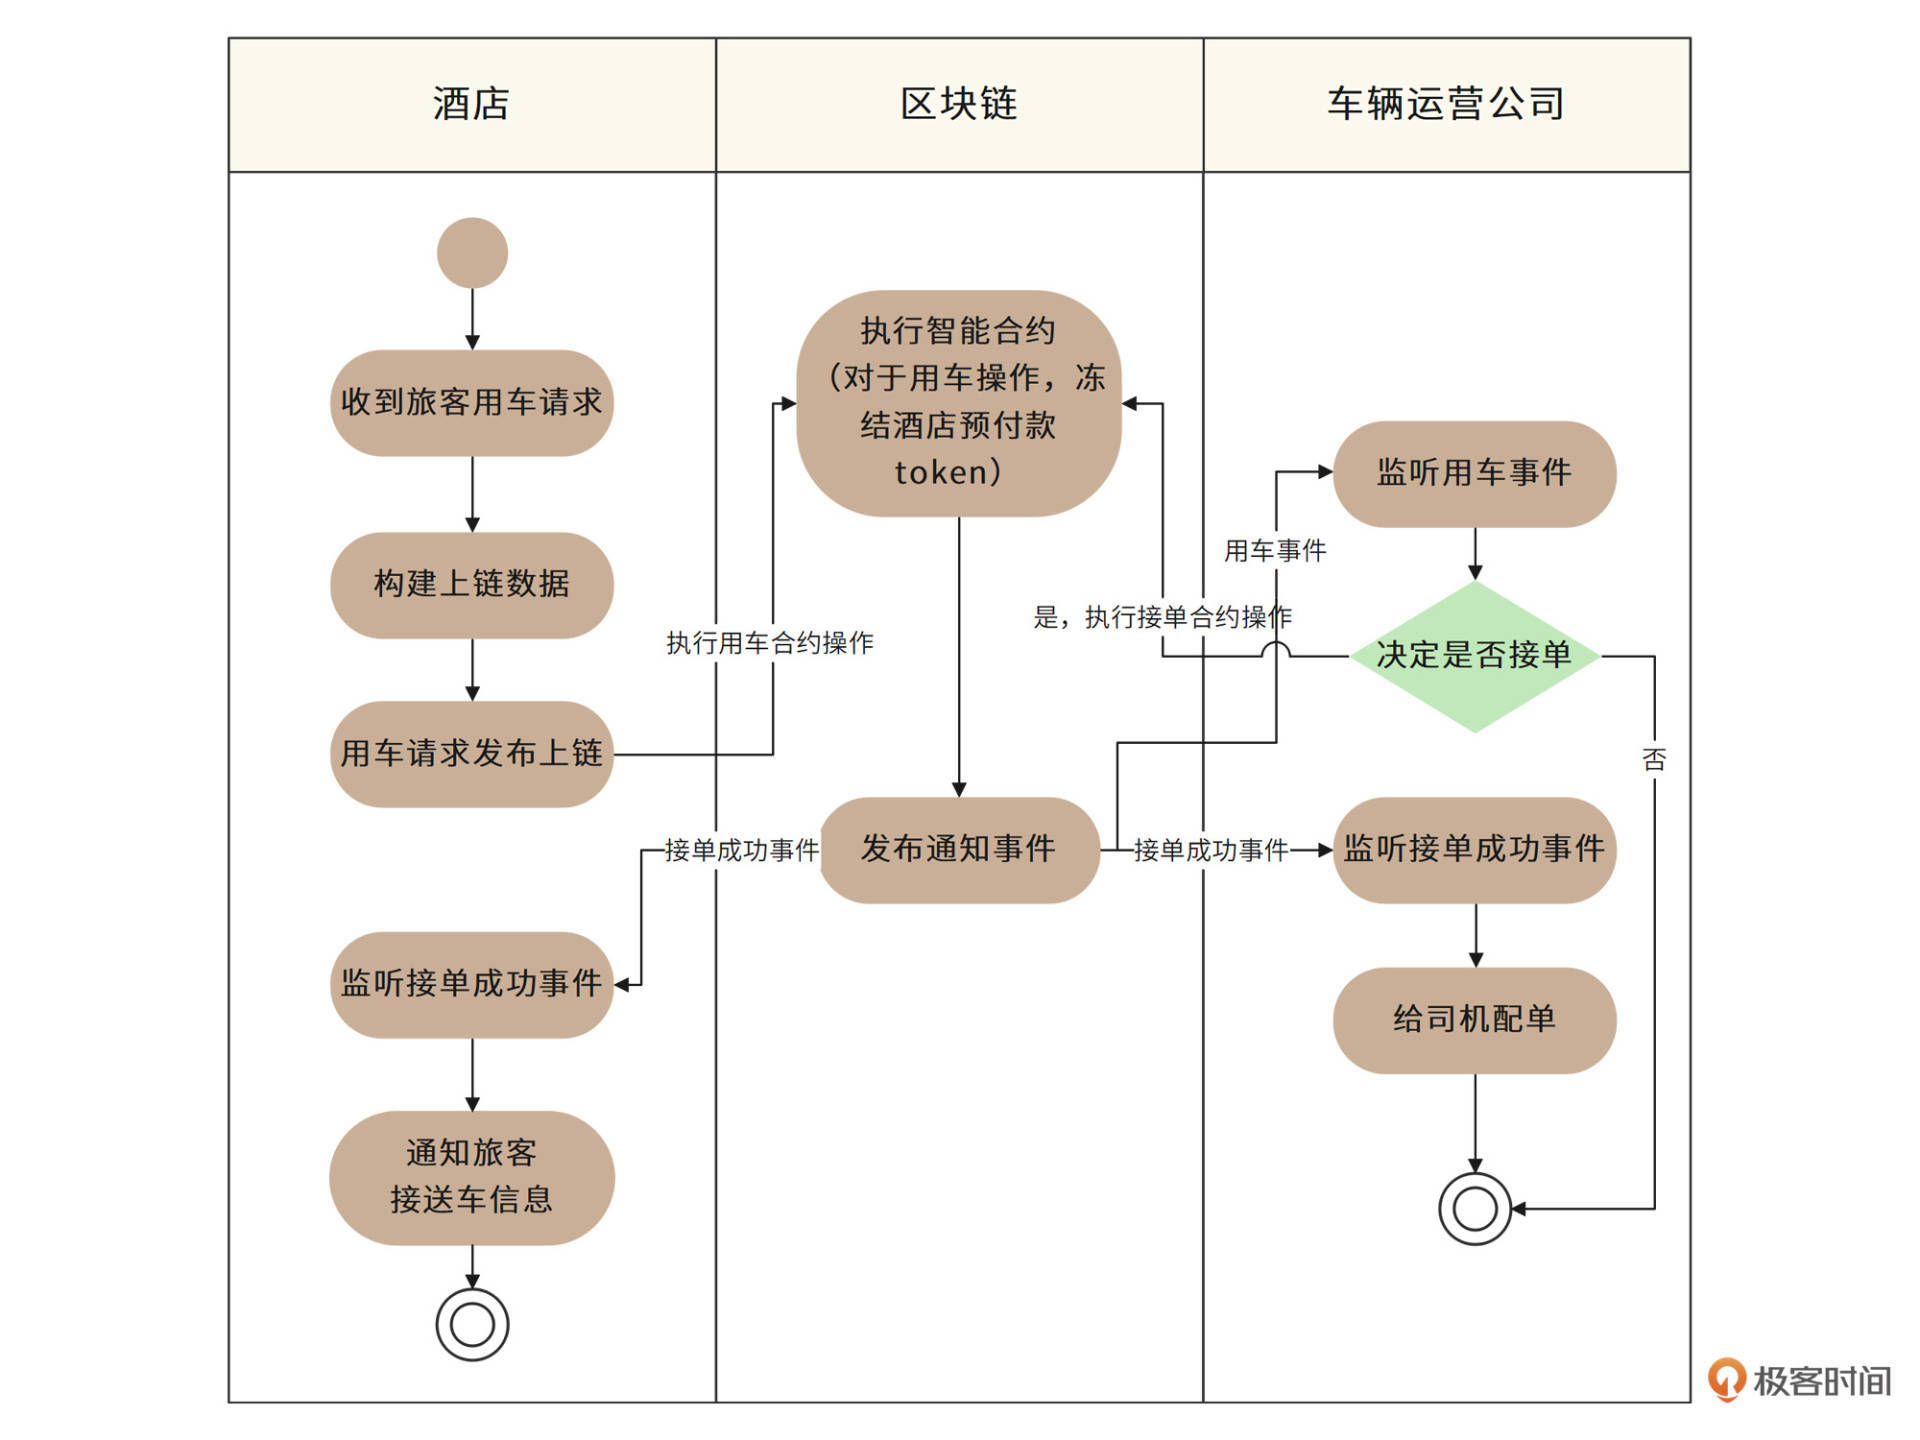 酒店
区块链
车辆运营公司
收到旅客用车请求
构建上链数据
用车请求发布上链
执行用车合约操作
执行智能合约
（对于用车操作，冻
结酒店预付款
token）
监听用车事件
用车事件
是，执行接单合约操作
决定是否接单
否
接单成功事件
发布通知事件
接单成功事件
监听接单成功事件
监听接单成功事件
给司机配单
通知旅客
接送车信息
极客时间